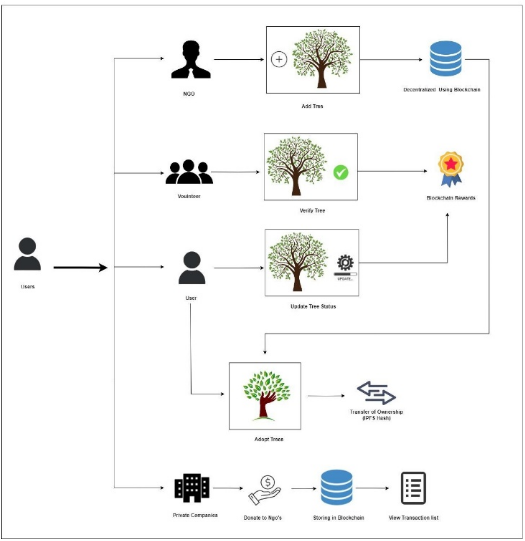 NGO
Add Tree
Decentralized Using Blockchain
Volunteer
Verify Tree
Blockchain Rewards
Users
User
UPDATE...
Update Tree Status
Adopt Trees
Transfer of Ownership
(IPFS Hash)
Private Companies
Donate to Ngo's
Storing in Blockchain
View Transaction list